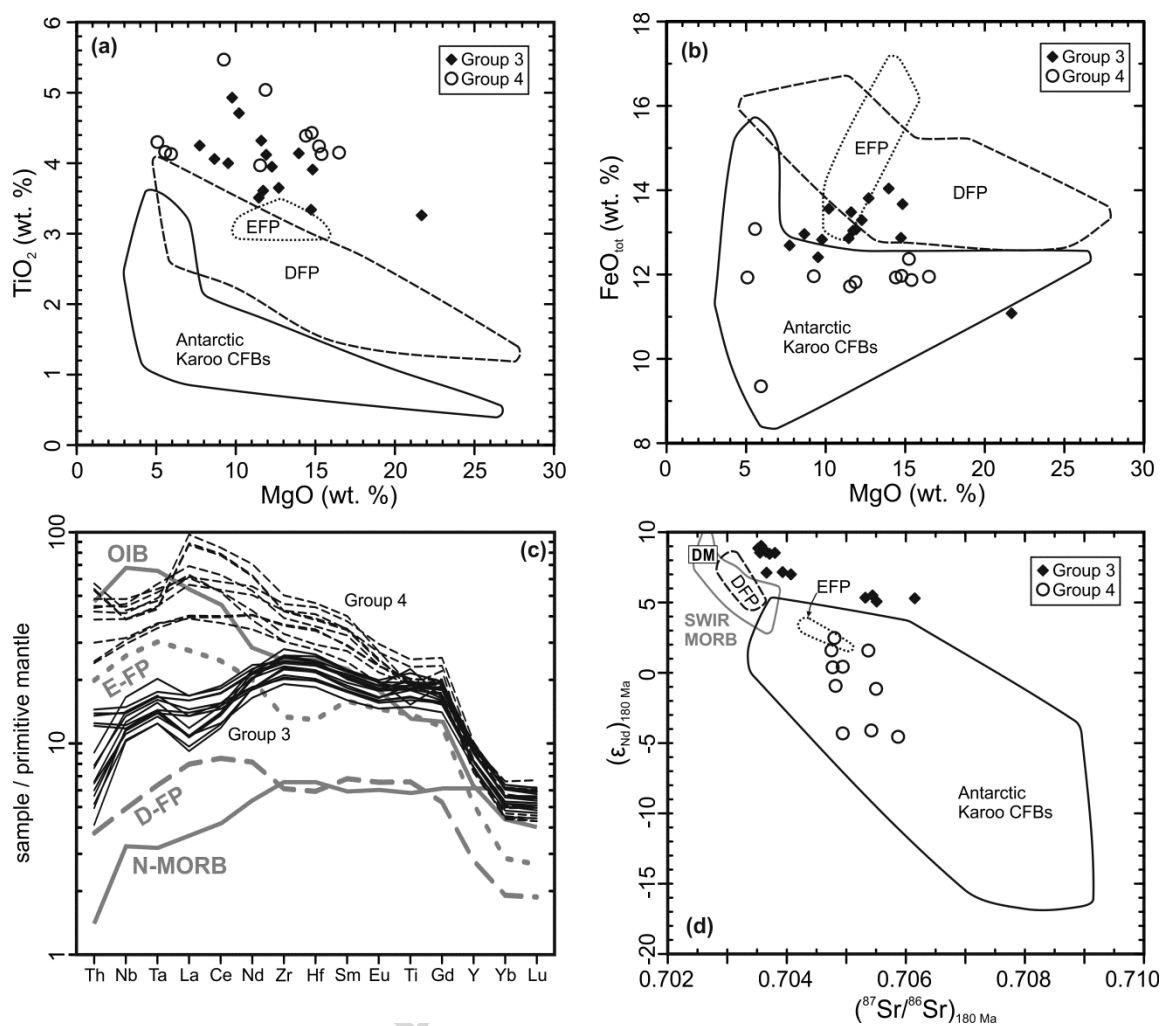 (a)
Group 3
Group 4
6
5
4
3
2
1
0
TiO2 (wt. %)
EFP
DFP
Antarctic
Karoo CFBs
0 5 10 15 20 25 30
MgO (wt. %)
(b)
Group 3
Group 4
18
16
14
12
10
8
FeOtot (wt. %)
EFP
DFP
Antarctic
Karoo CFBs
0 5 10 15 20 25 30
MgO (wt. %)
(c)
100
10
1
sample / primitive mantle
OIB
Group 4
E-FP
Group 3
D-FP
N-MORB
Th Nb Ta La Ce Nd Zr Hf Sm Eu Ti Gd Y Yb Lu
10
5
0
-5
-10
-15
-20
(εNd)180 Ma
DM
DFP
EFP
SWIR
MORB
Group 3
Group 4
Antarctic
Karoo CFBs
(d)
0.702 0.704 0.706 0.708 0.710
(87Sr/86Sr)180 Ma